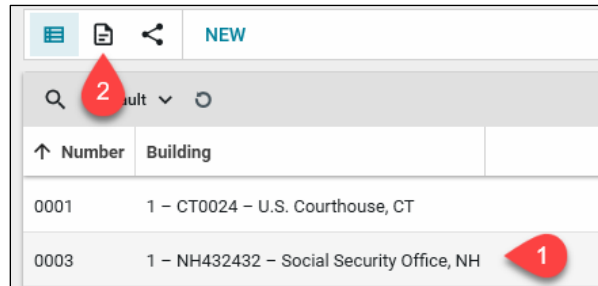 NEW
2
ult
Number Building
0001 1 – CT0024 – U.S. Courthouse, CT
0003 1 – NH432432 – Social Security Office, NH 1